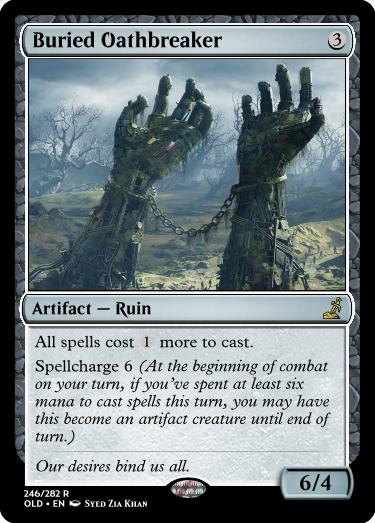 Buried Oathbreaker 3
Artifact — Ruin
All spells cost 1 more to cast.
Spellcharge 6 (At the beginning of combat
on your turn, if you've spent at least six
mana to cast spells this turn, you may have
this become an artifact creature until end of
turn.)
Our desires bind us all.
6/4
246/282 R
OLD • EN Syed Zia Khan